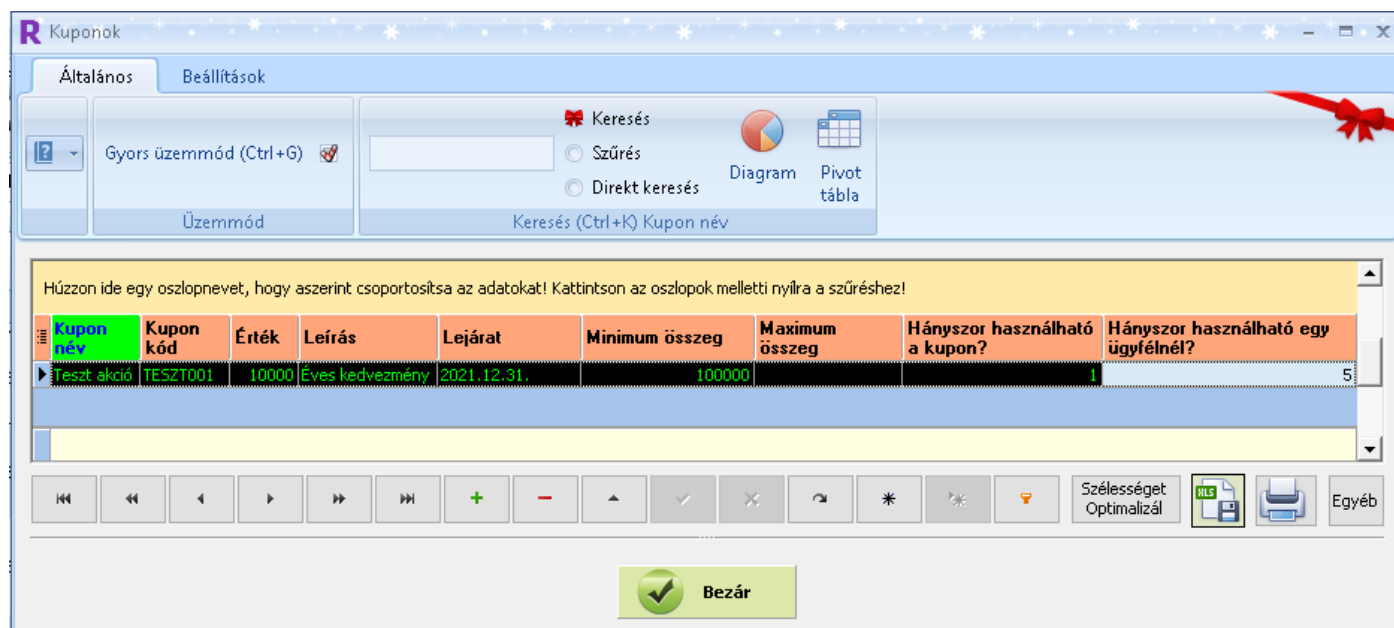 R Kuponok
Általános Beállítások
Gyors üzemmód (Ctrl+G)
Keresés
Szűrés
Direkt keresés
Diagram
Pivot
tábla
Üzemmód
Keresés (Ctrl+K) Kupon név
Húzzon ide egy oszlopnevet, hogy aszerint csoportosítsa az adatokat! Kattintson az oszlopok melletti nyílra a szűréshez!
Kupon
név
Kupon
kód
Érték
Leírás
Lejárat
Minimum összeg
Maximum
összeg
Hányszor használható
a kupon?
Hányszor használható egy
ügyfélnél?
Teszt akció TESZT001 10000 Éves kedvezmény 2021.12.31. 100000 1 5
Szélességet
Optimalizál
XLS
Egyéb
Bezár